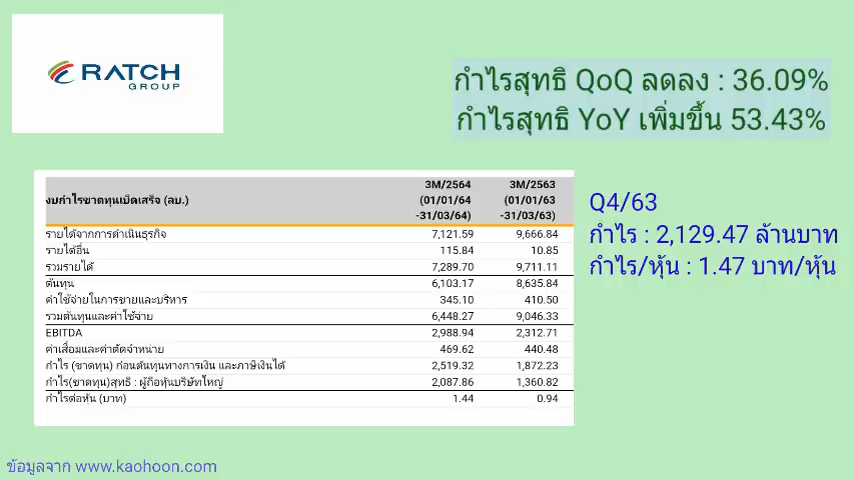 RATCH
GROUP
กำไรสุทธิ QoQ ลดลง : 36.09%
กำไรสุทธิ YoY เพิ่มขึ้น 53.43%
งบกำไรขาดทุนเบ็ดเสร็จ (ลบ.) 3M/2564 (01/01/64 -31/03/64) 3M/2563 (01/01/63 -31/03/63)
รายได้จากการดำเนินธุรกิจ 7,121.59 9,666.84
รายได้อื่น 115.84 10.85
รวมรายได้ 7,289.70 9,711.11
ต้นทุน 6,103.17 8,635.84
ค่าใช้จ่ายในการขายและบริหาร 345.10 410.50
รวมต้นทุนและค่าใช้จ่าย 6,448.27 9,046.33
EBITDA 2,988.94 2,312.71
ค่าเสื่อมและค่าตัดจำหน่าย 469.62 440.48
กำไร (ขาดทุน) ก่อนต้นทุนทางการเงิน และภาษีเงินได้ 2,519.32 1,872.23
กำไร(ขาดทุน)สุทธิ : ผู้ถือหุ้นบริษัทใหญ่ 2,087.86 1,360.82
กำไรต่อหุ้น (บาท) 1.44 0.94
Q4/63
กำไร : 2,129.47 ล้านบาท
กำไร/หุ้น : 1.47 บาท/หุ้น
ข้อมูลจาก www.kaohoon.com